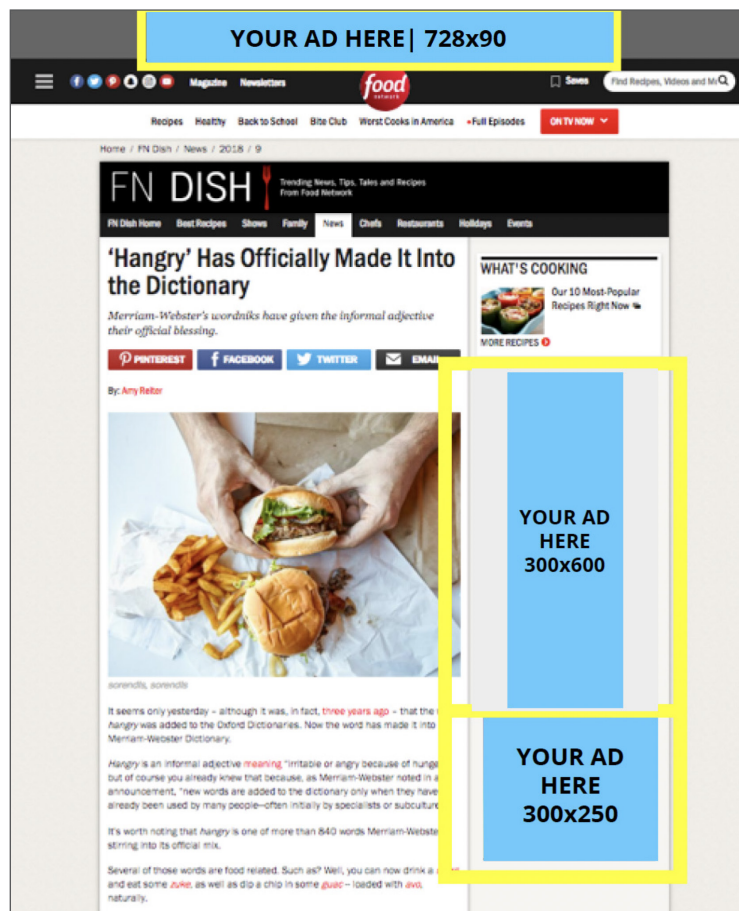 YOUR AD HERE| 728x90
Magazine Newsletters
food
network
Saves
Find Recipes, Videos and M
Recipes Healthy Back to School Bite Club Worst Cooks in America •Full Episodes ON TV NOW
Home / FN Dish / News / 2018 / 9
FN DISH
Trending News, Tips, Tales and Recipes
From Food Network
FN Dish Home Best Recipes Shows Family News Chefs Restaurants Holidays Events
'Hangry' Has Officially Made It Into
the Dictionary
Merriam-Webster's wordniks have given the informal adjective
their official blessing.
PINTEREST FACEBOOK TWITTER EMAIL
By: Amy Reiter
sorendls, sorendls
It seems only yesterday – although it was, in fact, three years ago – that the
hangry was added to the Oxford Dictionaries. Now the word has made it into
Merriam-Webster Dictionary.
Hangry is an informal adjective meaning "irritable or angry because of hunge
but of course you already knew that because, as Merriam-Webster noted in a
announcement, "new words are added to the dictionary only when they have
already been used by many people—often initially by specialists or subculture
It's worth noting that hangry is one of more than 840 words Merriam-Webste
stirring into its official mix.
Several of those words are food related. Such as? Well, you can now drink a
and eat some zuke, as well as dip a chip in some guac – loaded with avo,
naturally.
WHAT'S COOKING
Our 10 Most-Popular
Recipes Right Now
MORE RECIPES
YOUR AD
HERE
300x600
YOUR AD
HERE
300x250